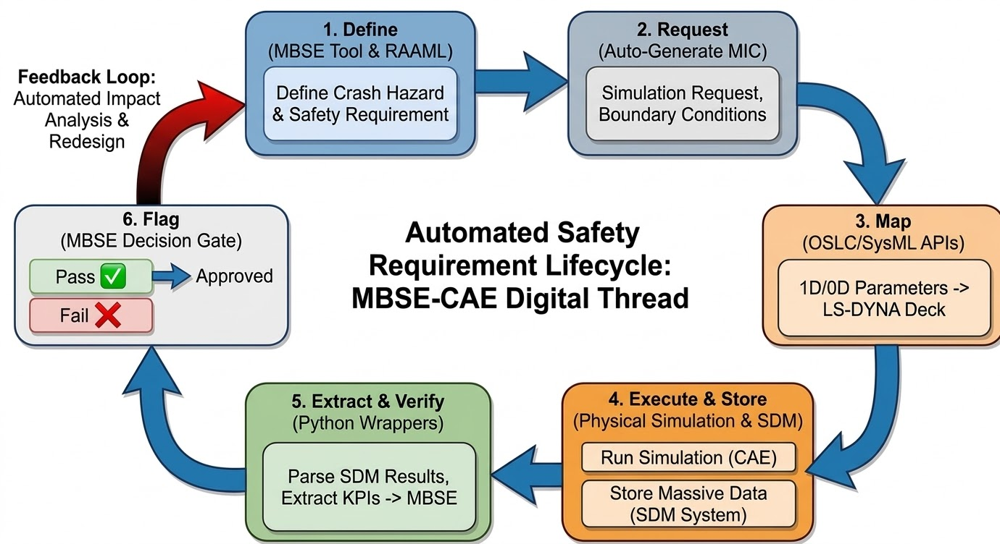 1. Define
(MBSE Tool & RAAML)
Define Crash Hazard
& Safety Requirement
2. Request
(Auto-Generate MIC)
Simulation Request,
Boundary Conditions
Feedback Loop:
Automated Impact
Analysis &
Redesign
3. Map
(OSLC/SysML APIs)
1D/0D Parameters ->
LS-DYNA Deck
Automated Safety
Requirement Lifecycle:
MBSE-CAE Digital Thread
6. Flag
(MBSE Decision Gate)
Pass
Approved
Fail
5. Extract & Verify
(Python Wrappers)
Parse SDM Results,
Extract KPIs -> MBSE
4. Execute & Store
(Physical Simulation & SDM)
Run Simulation (CAE)
Store Massive Data
(SDM System)